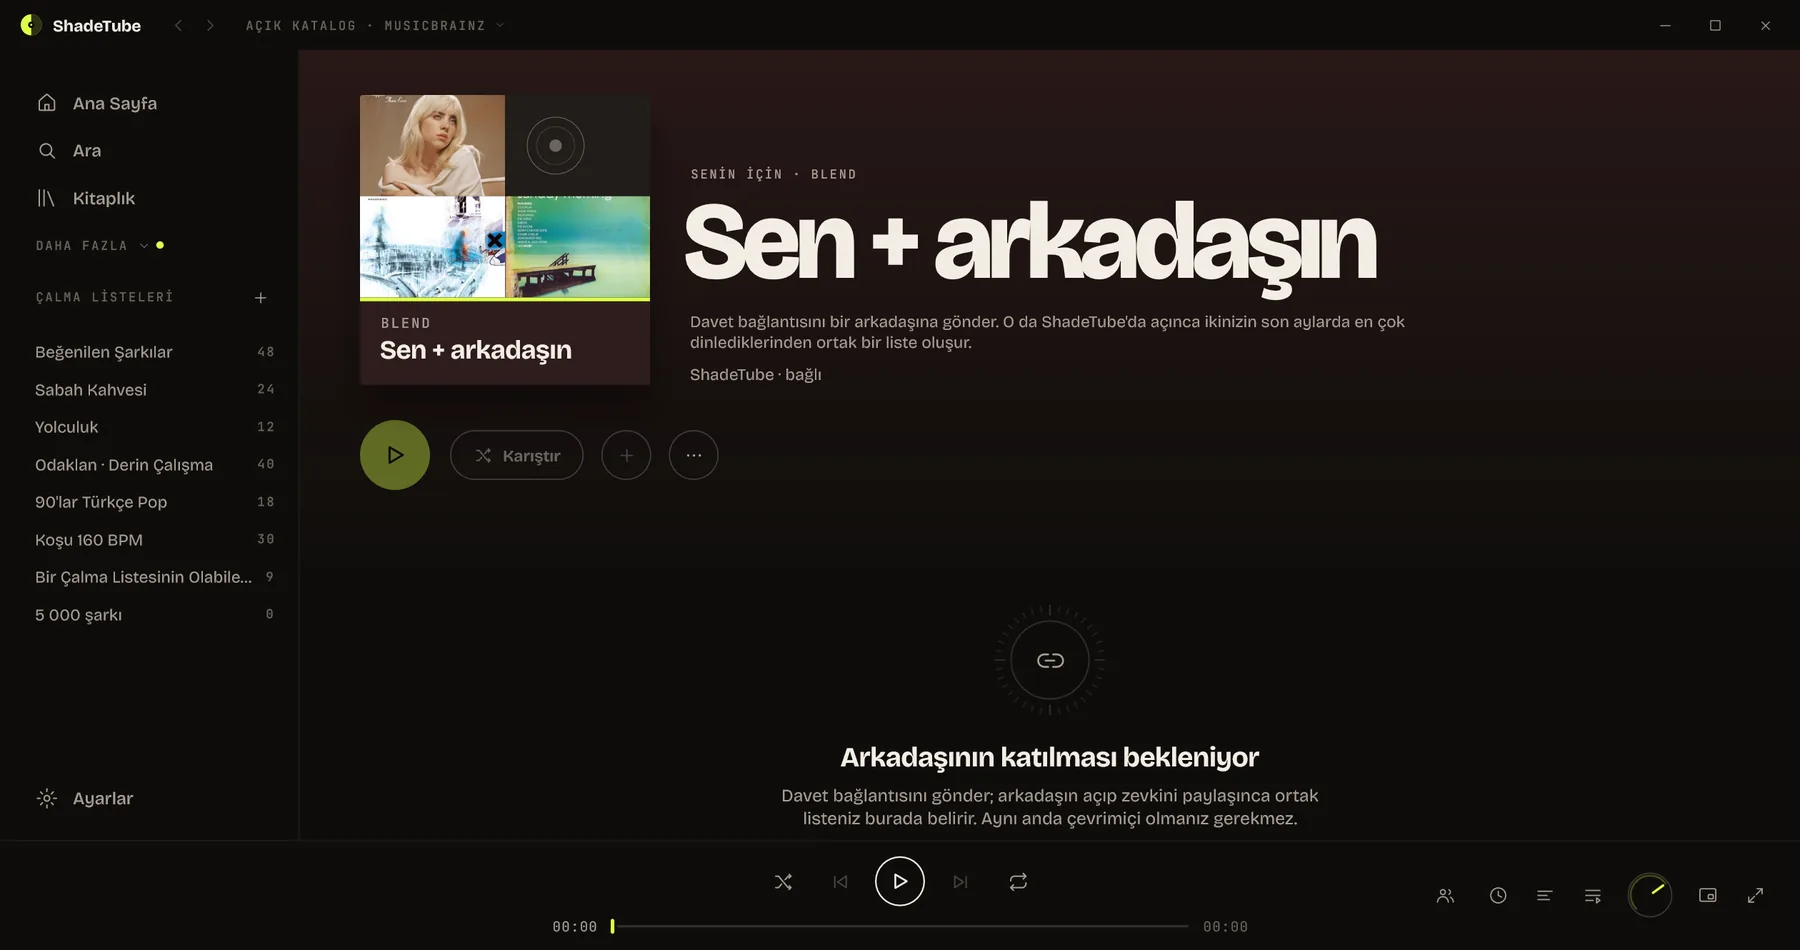 ShadeTube
AÇIK KATALOG · MUSICBRAINZ
Ana Sayfa
Ara
Kitaplık
DAHA FAZLA
ÇALMA LİSTELERİ
Beğenilen Şarkılar 48
Sabah Kahvesi 24
Yolculuk 12
Odaklan · Derin Çalışma 40
90'lar Türkçe Pop 18
Koşu 160 BPM 30
Bir Çalma Listesinin Olabile... 9
5 000 şarkı 0
Ayarlar
BLEND
Sen + arkadaşın
SENİN İÇİN · BLEND
Sen + arkadaşın
Davet bağlantısını bir arkadaşına gönder. O da ShadeTube'da açınca ikinizin son aylarda en çok
dinlediklerinden ortak bir liste oluşur.
ShadeTube · bağlı
Karıştır
Arkadaşının katılması bekleniyor
Davet bağlantısını gönder; arkadaşın açıp zevkini paylaşınca ortak
listeniz burada belirir. Aynı anda çevrimiçi olmanız gerekmez.
00:00 00:00